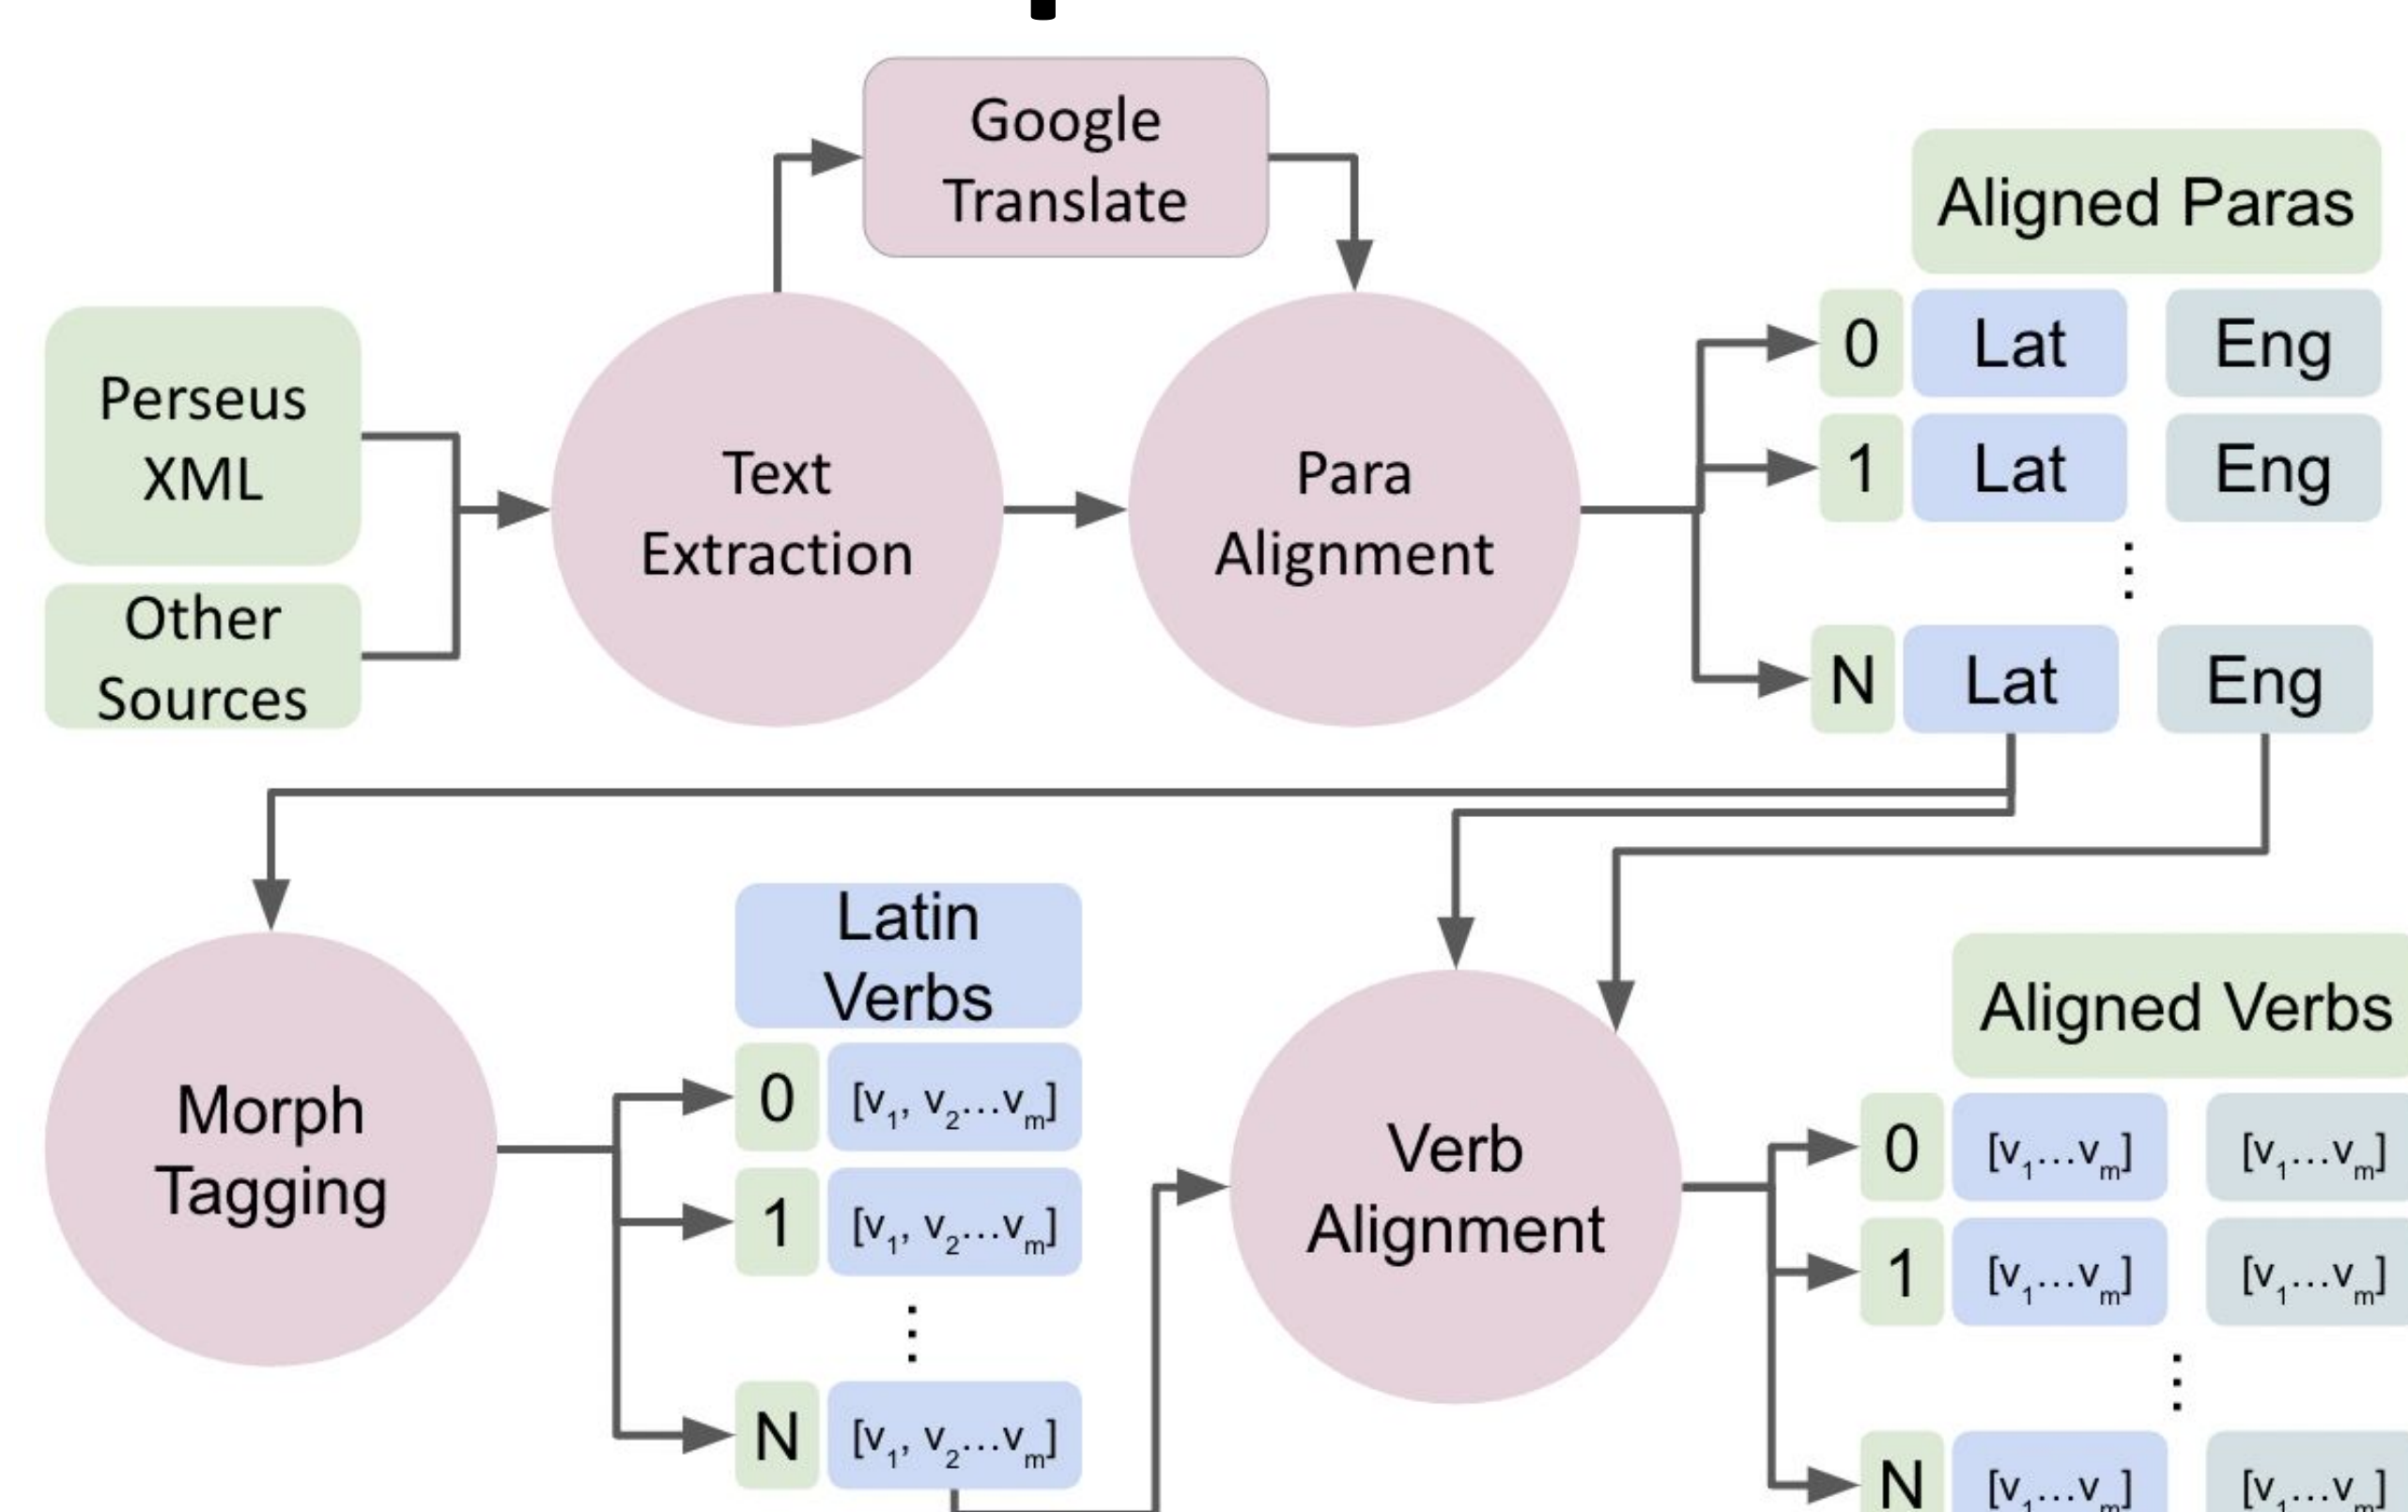 Google
Translate
Aligned Paras
Perseus
XML
Other
Sources
Text
Extraction
Para
Alignment
0 Lat Eng
1 Lat Eng
⋮
N Lat Eng
Morph
Tagging
Latin
Verbs
0 [v₁, v₂...vₘ]
1 [v₁, v₂...vₘ]
⋮
N [v₁, v₂...vₘ]
Verb
Alignment
Aligned Verbs
0 [v₁...vₘ] [v₁...vₘ]
1 [v₁...vₘ] [v₁...vₘ]
⋮
N [v₁...vₘ] [v₁...vₘ]